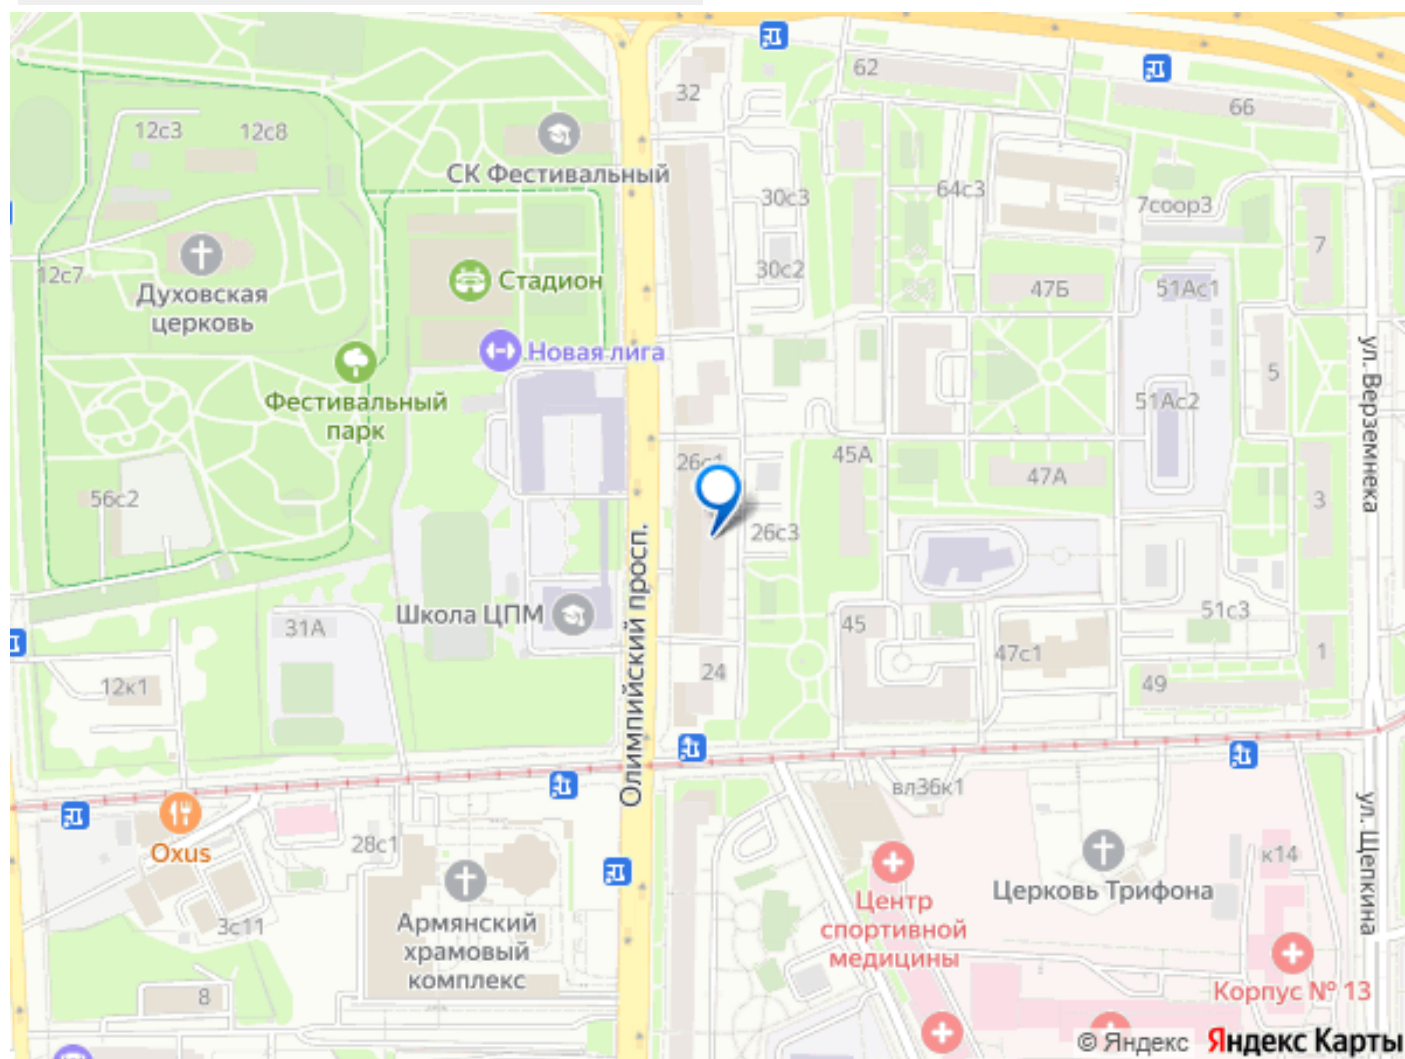 62
32
66
12с3
12с8
СК Фестивальный
30с3
64с3
7соор3
7
12с7
Стадион
30с2
47Б
51Ас1
Духовская
церковь
Новая лига
ул. Верземнека
5
Фестивальный
парк
51Ас2
26с1
45А
47А
56с2
3
26с3
Олимпийский просп.
Школа ЦПМ
31А
45
51с3
47с1
1
24
12к1
49
вл36к1
ул. Щепкина
Oxus
28с1
к14
Церковь Трифона
Центр
спортивной
медицины
Армянский
храмовый
комплекс
3с11
8
Корпус № 13
© Яндекс Яндекс Карты